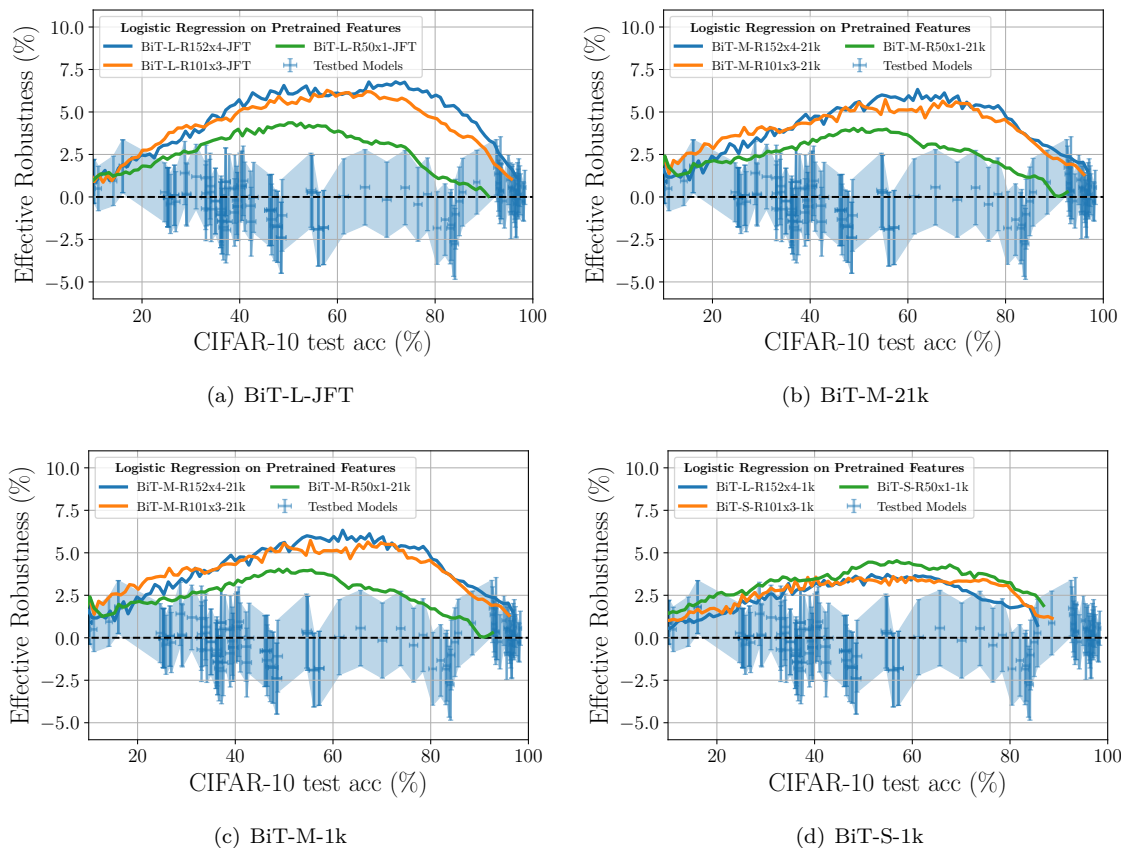 10.0
7.5
5.0
2.5
0.0
−2.5
−5.0
Effective Robustness (%)
Logistic Regression on Pretrained Features
BiT-L-R152x4-JFT
BiT-L-R50x1-JFT
BiT-L-R101x3-JFT
Testbed Models
20 40 60 80 100
CIFAR-10 test acc (%)
(a) BiT-L-JFT
10.0
7.5
5.0
2.5
0.0
−2.5
−5.0
Effective Robustness (%)
Logistic Regression on Pretrained Features
BiT-M-R152x4-21k
BiT-M-R50x1-21k
BiT-M-R101x3-21k
Testbed Models
20 40 60 80 100
CIFAR-10 test acc (%)
(b) BiT-M-21k
10.0
7.5
5.0
2.5
0.0
−2.5
−5.0
Effective Robustness (%)
Logistic Regression on Pretrained Features
BiT-M-R152x4-21k
BiT-M-R50x1-21k
BiT-M-R101x3-21k
Testbed Models
20 40 60 80 100
CIFAR-10 test acc (%)
(c) BiT-M-1k
10.0
7.5
5.0
2.5
0.0
−2.5
−5.0
Effective Robustness (%)
Logistic Regression on Pretrained Features
BiT-L-R152x4-1k
BiT-S-R50x1-1k
BiT-S-R101x3-1k
Testbed Models
20 40 60 80 100
CIFAR-10 test acc (%)
(d) BiT-S-1k